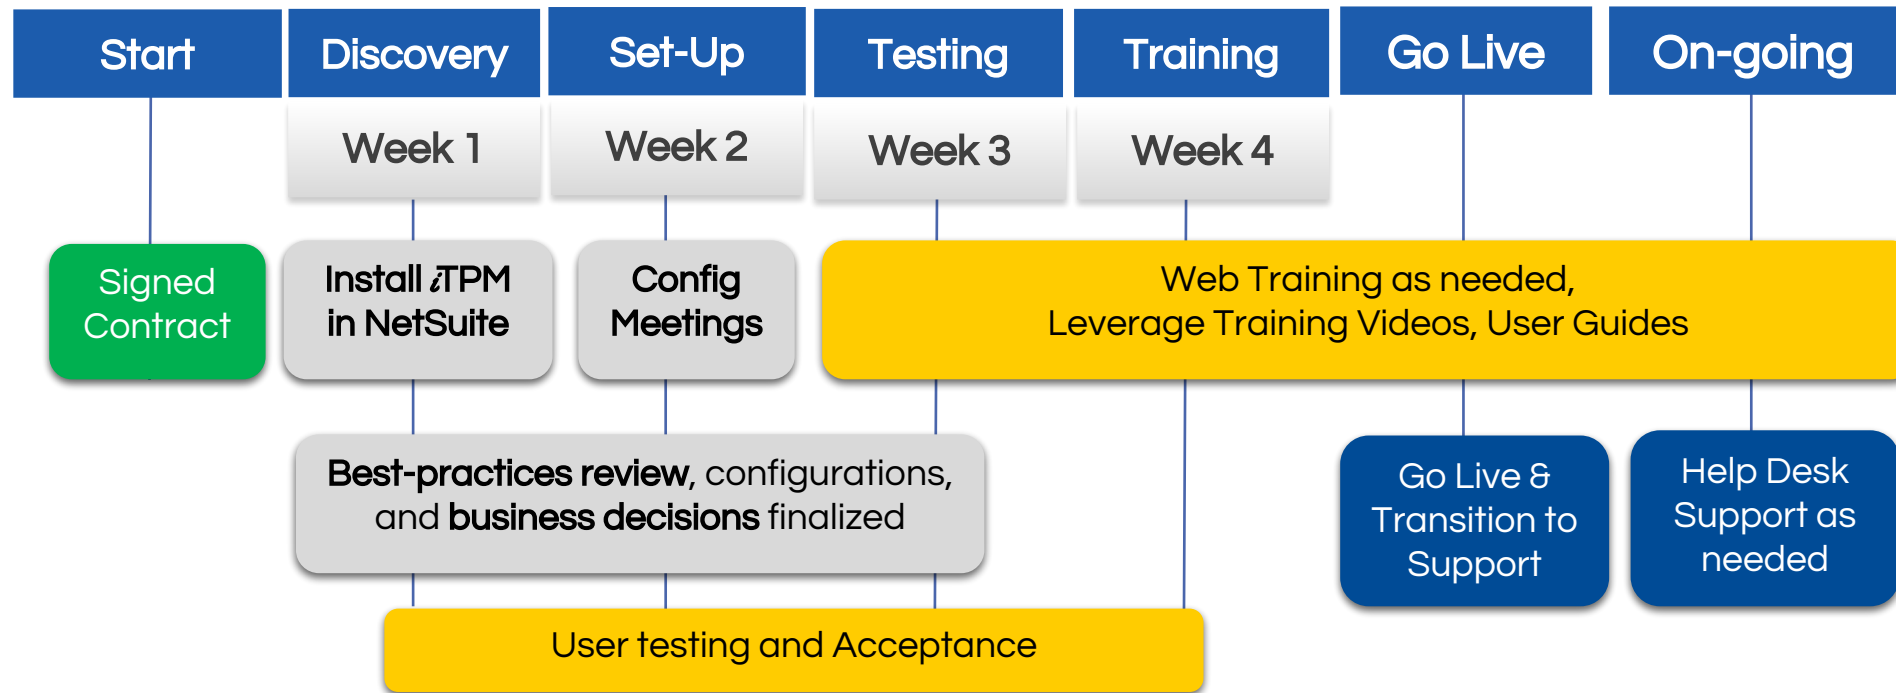 Start
Discovery
Set-Up
Testing
Training
Go Live
On-going
Week 1
Week 2
Week 3
Week 4
Signed
Contract
Install iTPM
in NetSuite
Config
Meetings
Web Training as needed,
Leverage Training Videos, User Guides
Best-practices review, configurations,
and business decisions finalized
Go Live &
Transition to
Support
Help Desk
Support as
needed
User testing and Acceptance